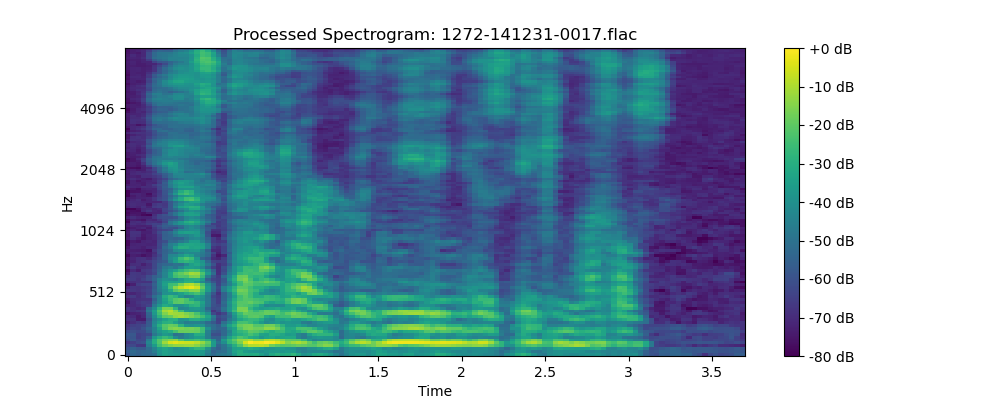 Processed Spectrogram: 1272-141231-0017.flac
Hz
4096
2048
1024
512
0
0
0.5
1
1.5
2
2.5
3
3.5
Time
+0 dB
-10 dB
-20 dB
-30 dB
-40 dB
-50 dB
-60 dB
-70 dB
-80 dB